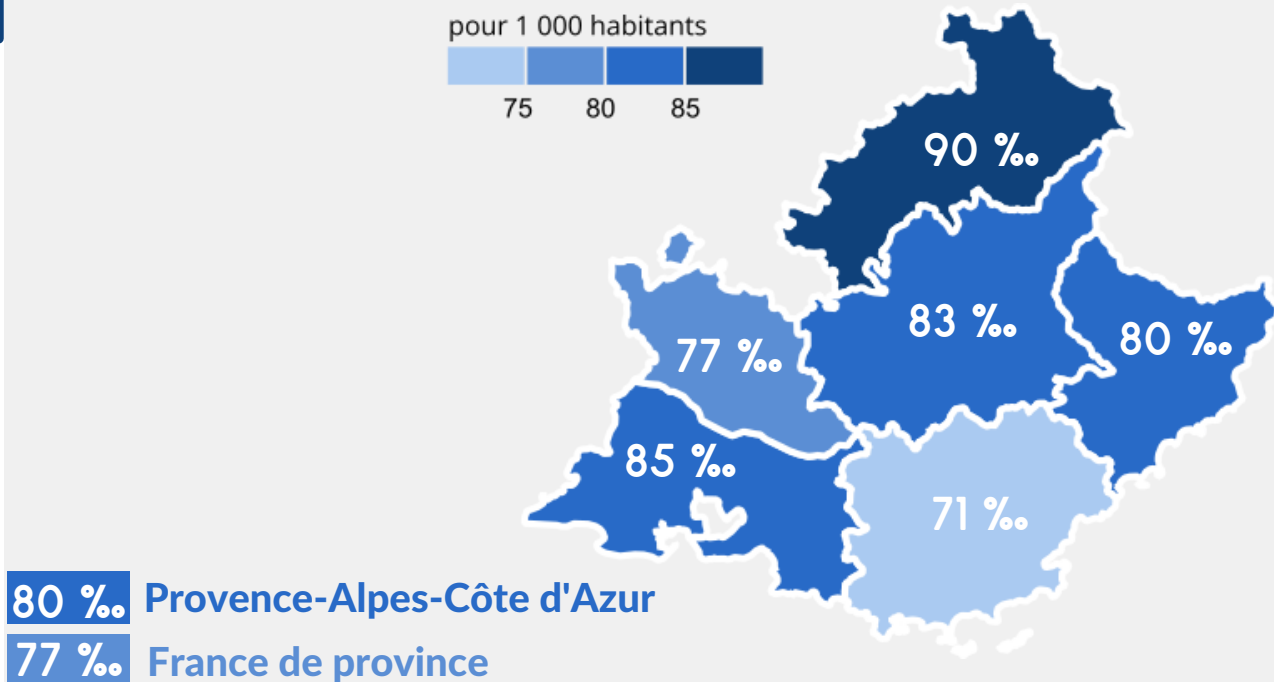 pour 1 000 habitants
75 80 85
90 ‰
83 ‰
80 ‰
77 ‰
85 ‰
71 ‰
80 ‰ Provence-Alpes-Côte d'Azur
77 ‰ France de province